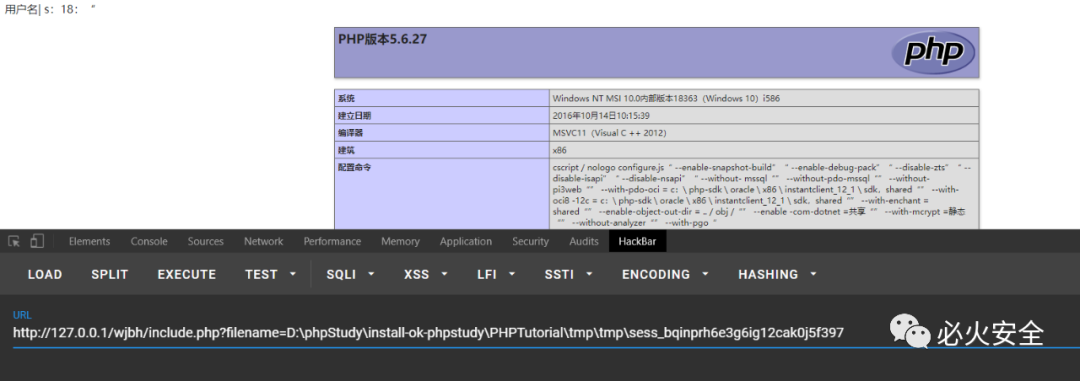 用户名| s：18： “
PHP版本5.6.27
php
系统 Windows NT MSI 10.0内部版本18363（Windows 10）i586
建立日期 2016年10月14日10:15:39
编译器 MSVC11（Visual C ++ 2012）
建筑 x86
配置命令 cscript / nologo configure.js “ --enable-snapshot-build” “ --enable-debug-pack” “ --disable-zts” “ --
disable-isapi” “ --disable-nsapi” “ --without- mssql “” --without-pdo-mssql “” --without-
pi3web “” --with-pdo-oci = c：\ php-sdk \ oracle \ x86 \ instantclient_12_1 \ sdk，shared “” --with-
oci8 -12c = c：\ php-sdk \ oracle \ x86 \ instantclient_12_1 \ sdk，shared “” --with-enchant =
shared “” --enable-object-out-dir = .. / obj / “” --enable -com-dotnet =共享 “” --with-mcrypt =静态
“” --without-analyzer “” --with-pgo “
Elements Console Sources Network Performance Memory Application Security Audits HackBar
LOAD SPLIT EXECUTE TEST SQLI XSS LFI SSTI ENCODING HASHING
URL
http://127.0.0.1/wjbh/include.php?filename=D:\phpStudy\install-ok-phpstudy\PHPTutorial\tmp\tmp\sess_bqinprh6e3g6ig12cak0j5f397
必火安全